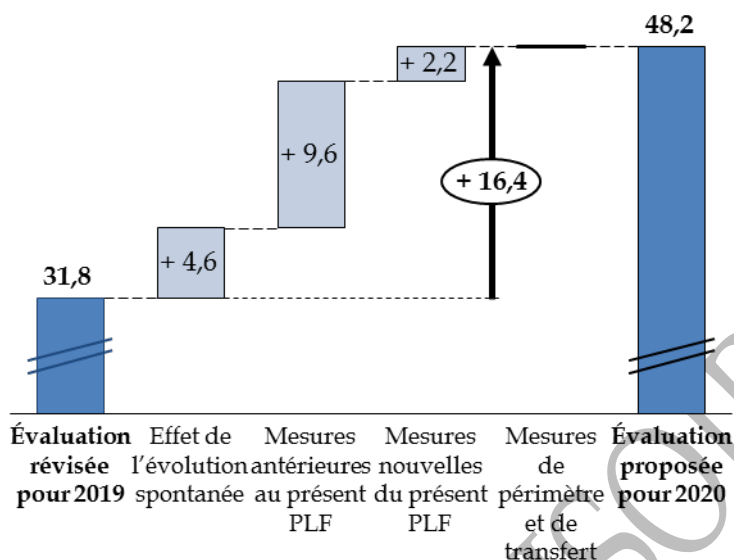 48,2
+ 2,2
+ 9,6
+ 16,4
+ 4,6
31,8
Évaluation
révisée
pour 2019
Effet de
l'évolution
spontanée
Mesures
antérieures
au présent
PLF
Mesures
nouvelles
du présent
PLF
Mesures
de
périmètre
et de
transfert
Évaluation
proposée
pour 2020